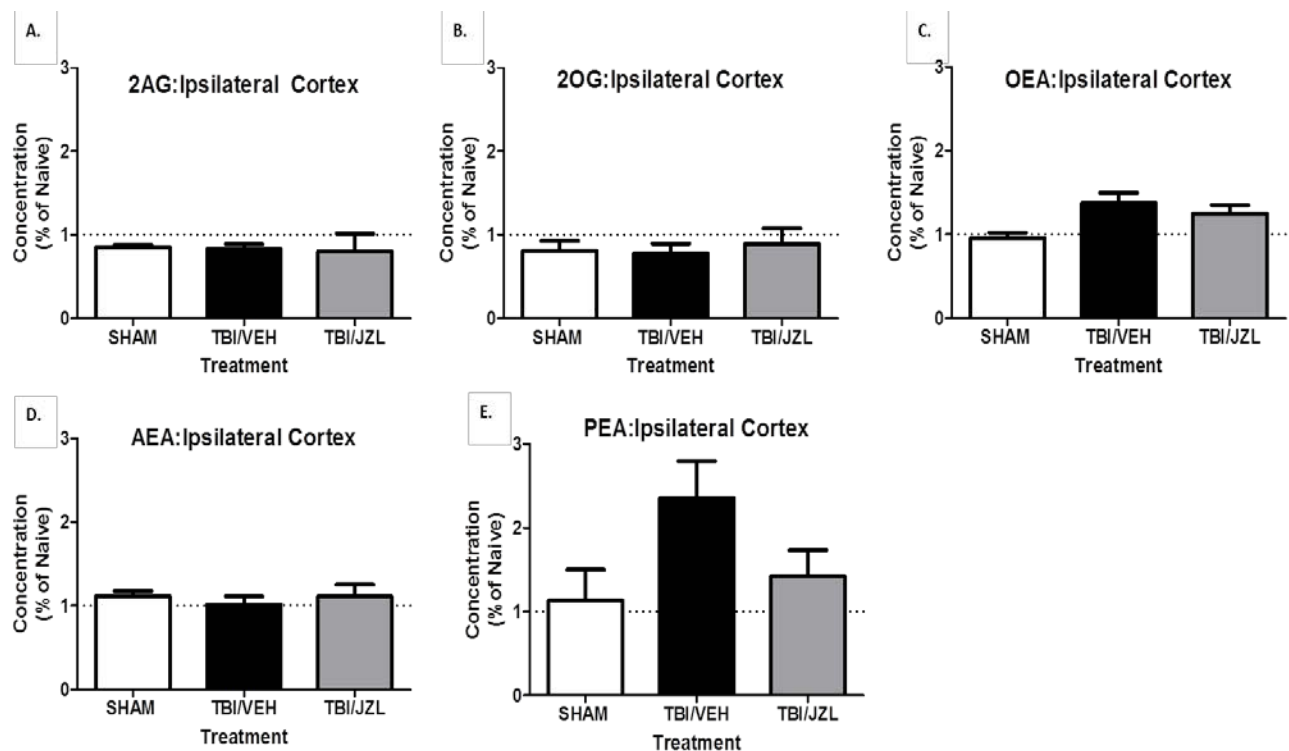 A.
2AG:Ipsilateral Cortex
Concentration
(% of Naive)
3
2
1
0
SHAM TBI/VEH TBI/JZL
Treatment
B.
2OG:Ipsilateral Cortex
Concentration
(% of Naive)
3
2
1
0
SHAM TBI/VEH TBI/JZL
Treatment
C.
OEA:Ipsilateral Cortex
Concentration
(% of Naive)
3
2
1
0
SHAM TBI/VEH TBI/JZL
Treatment
D.
AEA:Ipsilateral Cortex
Concentration
(% of Naive)
3
2
1
0
SHAM TBI/VEH TBI/JZL
Treatment
E.
PEA:Ipsilateral Cortex
Concentration
(% of Naive)
3
2
1
0
SHAM TBI/VEH TBI/JZL
Treatment